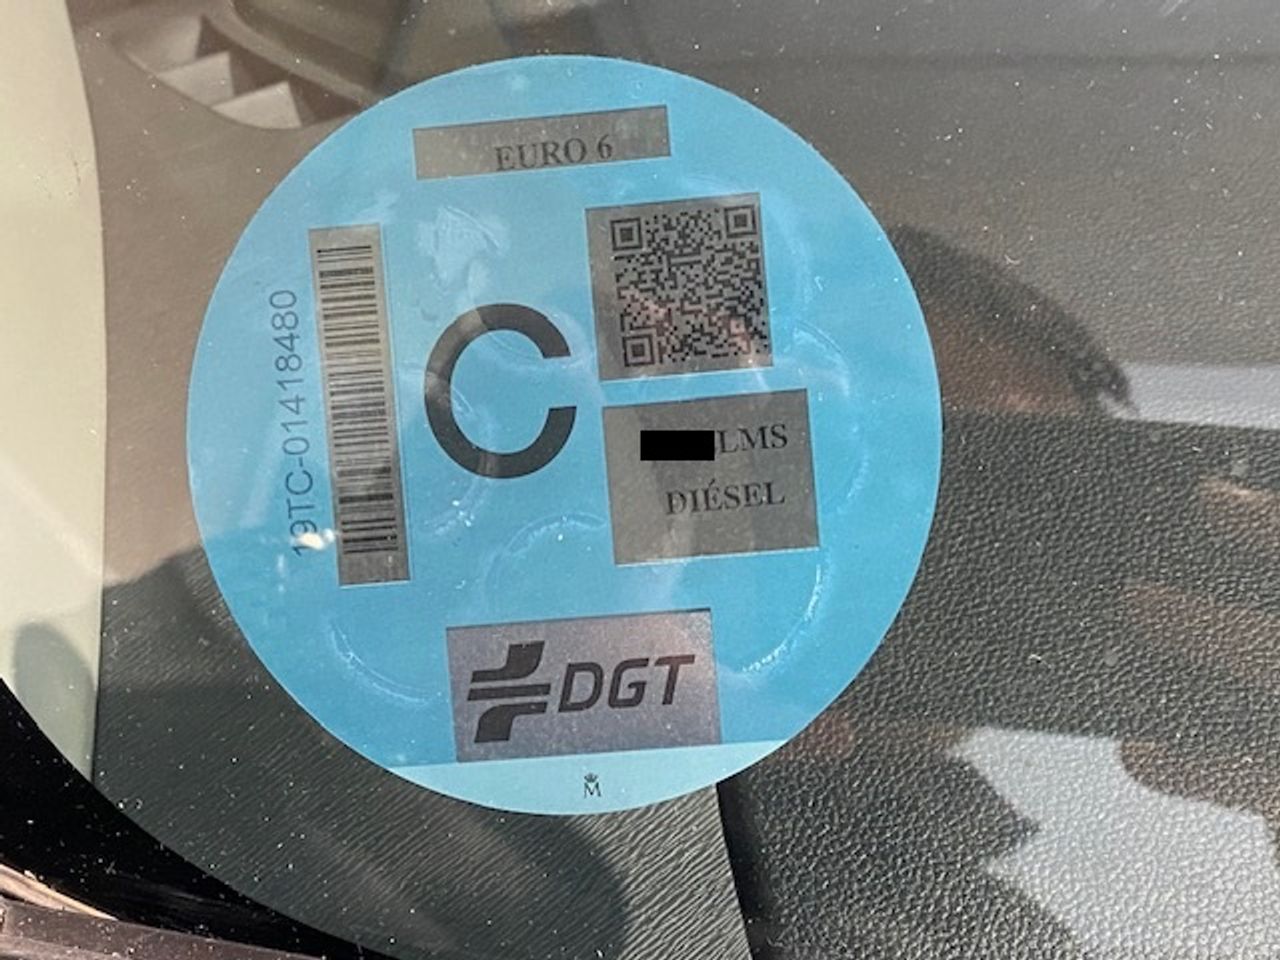 EURO 6
19TC-01418480
C
LMS
DIÉSEL
DGT
M